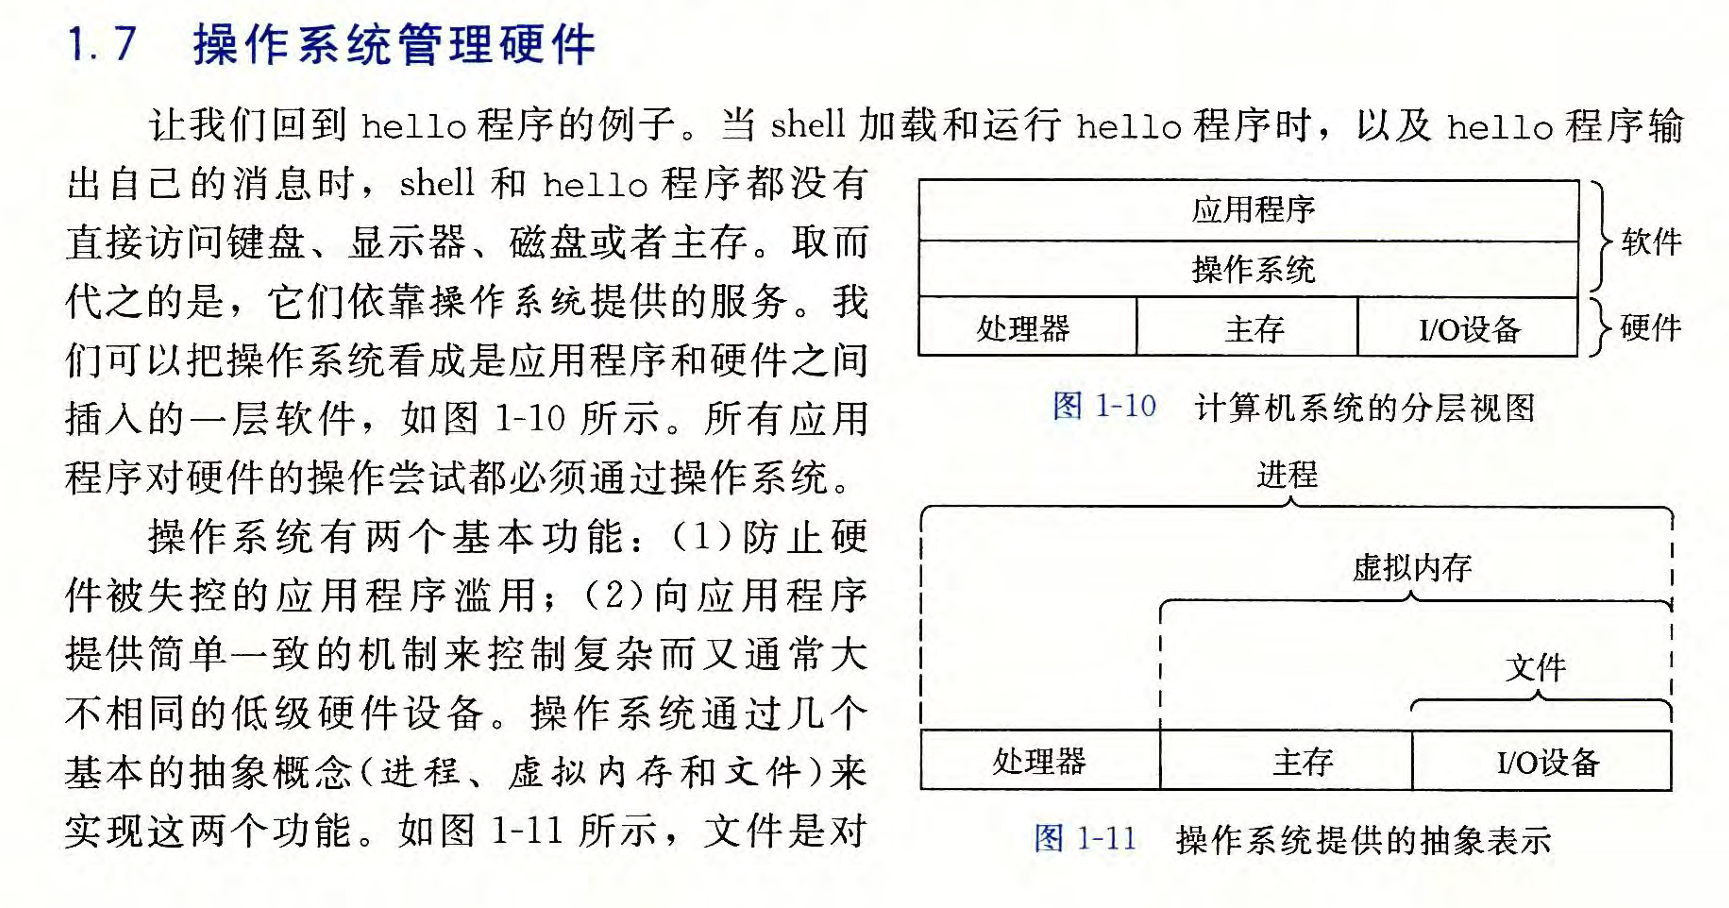 1.7 操作系统管理硬件
让我们回到 hello 程序的例子。当 shell 加载和运行 hello 程序时，以及 hello 程序输
出自己的消息时，shell 和 hello 程序都没有
直接访问键盘、显示器、磁盘或者主存。取而
代之的是，它们依靠操作系统提供的服务。我
们可以把操作系统看成是应用程序和硬件之间
插入的一层软件，如图 1-10 所示。所有应用
程序对硬件的操作尝试都必须通过操作系统。
操作系统有两个基本功能：(1)防止硬
件被失控的应用程序滥用；(2)向应用程序
提供简单一致的机制来控制复杂而又通常大
不相同的低级硬件设备。操作系统通过几个
基本的抽象概念(进程、虚拟内存和文件)来
实现这两个功能。如图 1-11 所示，文件是对
应用程序
操作系统
软件
处理器 主存 I/O设备
硬件
图 1-10 计算机系统的分层视图
进程
虚拟内存
文件
处理器 主存 I/O设备
图 1-11 操作系统提供的抽象表示